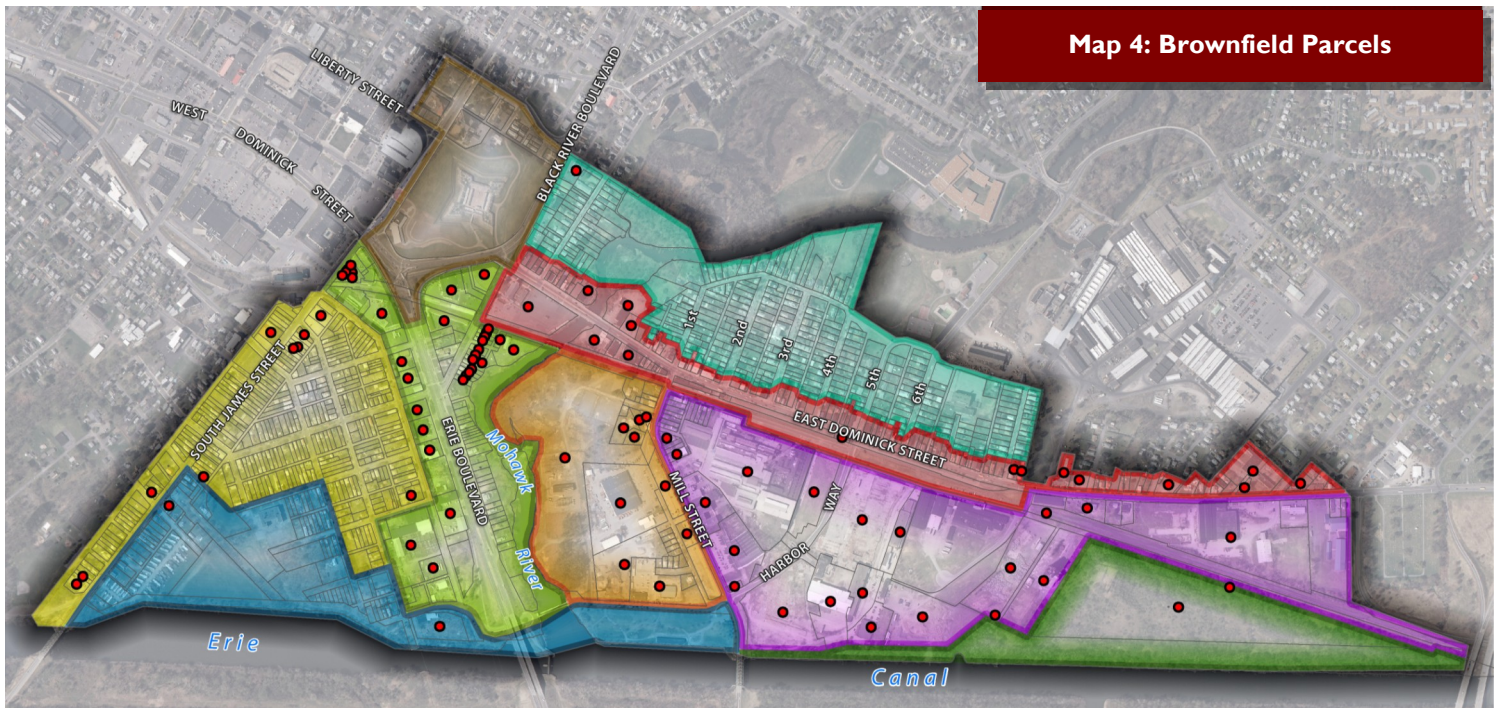 Map 4: Brownfield Parcels
LIBERTY STREET
BLACK RIVER BOULEVARD
WEST DOMINICK STREET
1st
2nd
3rd
4th
5th
6th
SOUTH JAMES STREET
ERIE BOULEVARD
Mohawk River
MILL STREET
EAST DOMINICK STREET
HARBOR WAY
Erie Canal